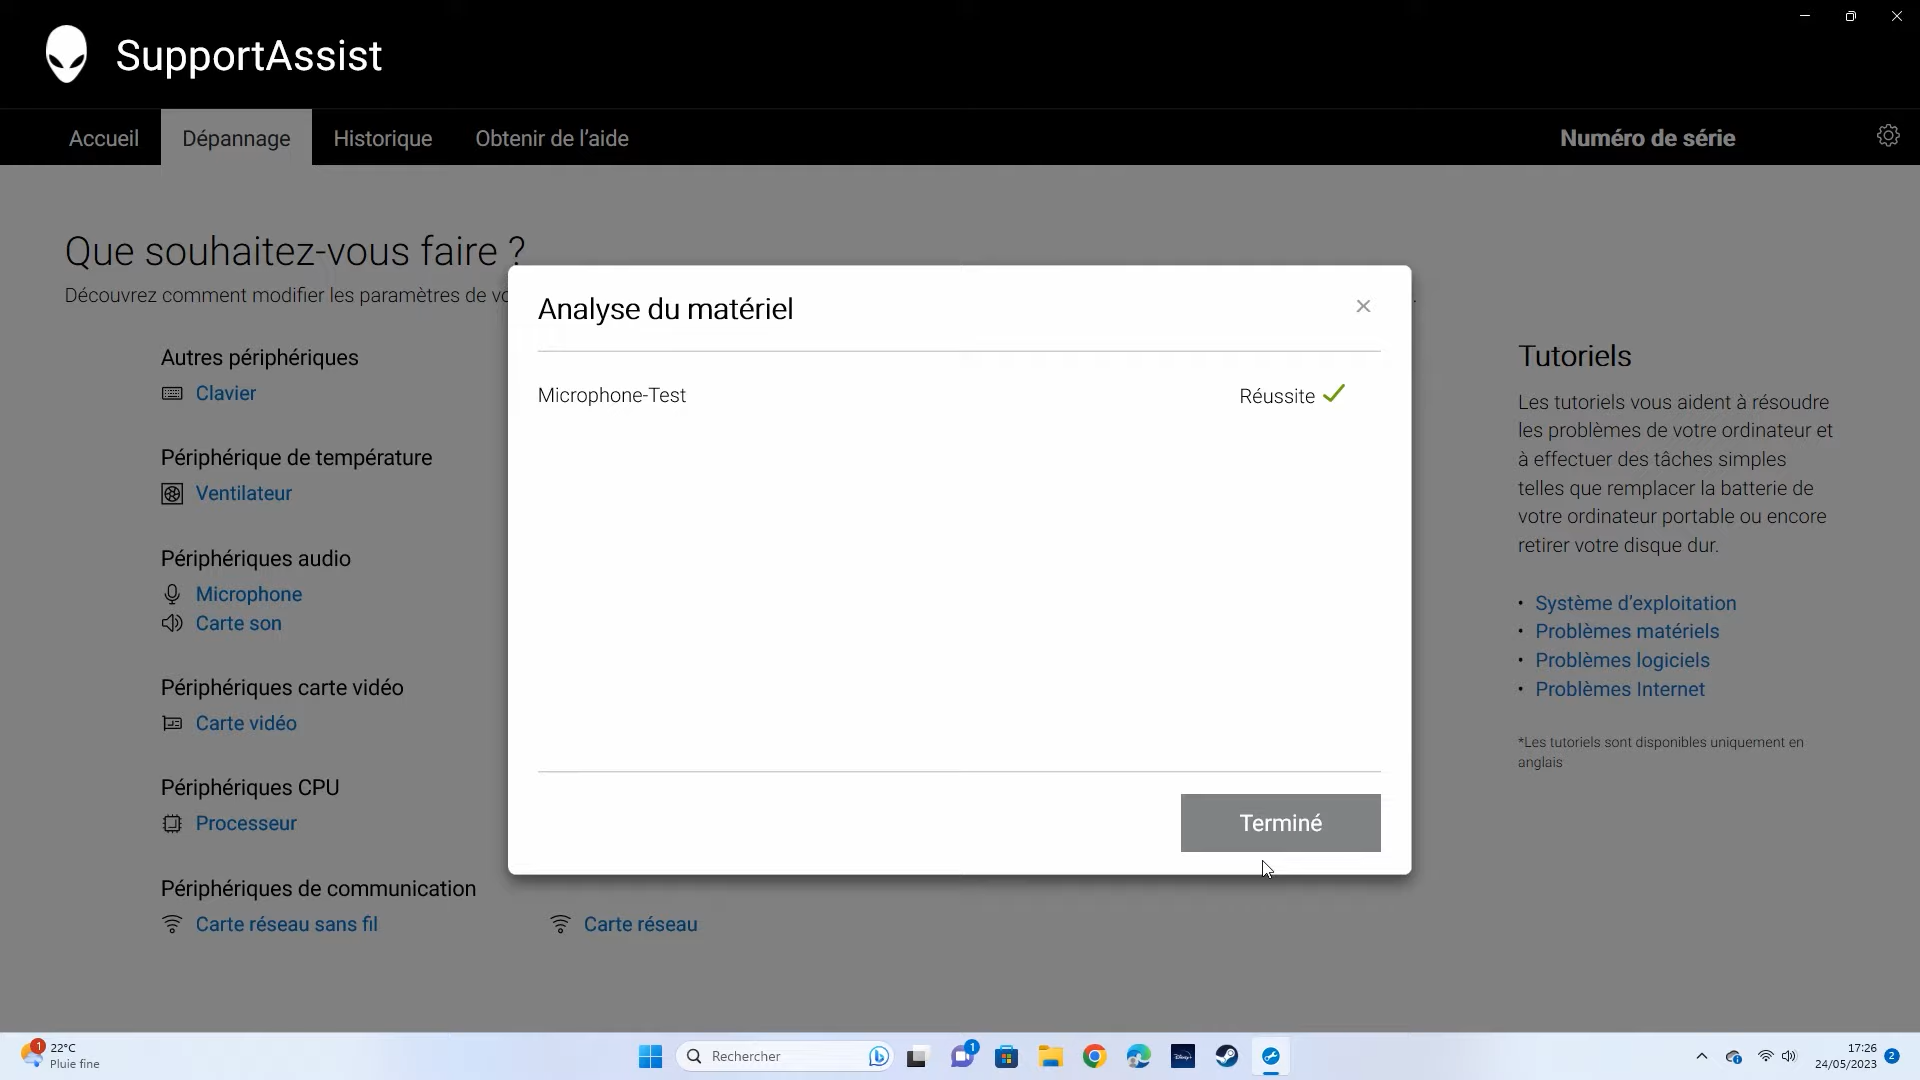 SupportAssist
Accueil
Dépannage
Historique
Obtenir de l'aide
Numéro de série
Que souhaitez-vous faire ?
Découvrez comment modifier les paramètres de
Autres périphériques
Clavier
Périphérique de température
Ventilateur
Périphériques audio
Microphone
Carte son
Périphériques carte vidéo
Carte vidéo
Périphériques CPU
Processeur
Périphériques de communication
Carte réseau sans fil
Carte réseau
Analyse du matériel
Microphone-Test
Réussite
Terminé
Tutoriels
Les tutoriels vous aident à résoudre
les problèmes de votre ordinateur et
à effectuer des tâches simples
telles que remplacer la batterie de
votre ordinateur portable ou encore
retirer votre disque dur.
• Système d'exploitation
• Problèmes matériels
• Problèmes logiciels
• Problèmes Internet
*Les tutoriels sont disponibles uniquement en
anglais
1
22°C
Pluie fine
Rechercher
1
Disney+
17:26
24/05/2023
2